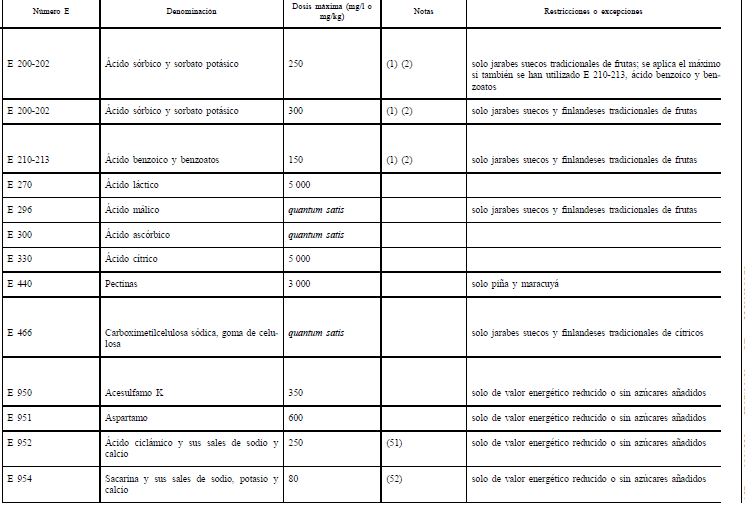 Número E Denominación Dosis máxima (mg/l o mg/kg) Notas Restricciones o excepciones
E 200-202 Ácido sórbico y sorbato potásico 250 (1) (2) solo jarabes suecos tradicionales de frutas; se aplica el máximo
si también se han utilizado E 210-213, ácido benzoico y ben-
zoatos
E 200-202 Ácido sórbico y sorbato potásico 300 (1) (2) solo jarabes suecos y finlandeses tradicionales de frutas
E 210-213 Ácido benzoico y benzoatos 150 (1) (2) solo jarabes suecos y finlandeses tradicionales de frutas
E 270 Ácido láctico 5 000
E 296 Ácido málico quantum satis solo jarabes suecos y finlandeses tradicionales de frutas
E 300 Ácido ascórbico quantum satis
E 330 Ácido cítrico 5 000
E 440 Pectinas 3 000 solo piña y maracuyá
E 466 Carboximetilcelulosa sódica, goma de celu- quantum satis solo jarabes suecos y finlandeses tradicionales de cítricos
losa
E 950 Acesulfamo K 350 solo de valor energético reducido o sin azúcares añadidos
E 951 Aspartamo 600 solo de valor energético reducido o sin azúcares añadidos
E 952 Ácido ciclámico y sus sales de sodio y 250 (51) solo de valor energético reducido o sin azúcares añadidos
calcio
E 954 Sacarina y sus sales de sodio, potasio y 80 (52) solo de valor energético reducido o sin azúcares añadidos
calcio